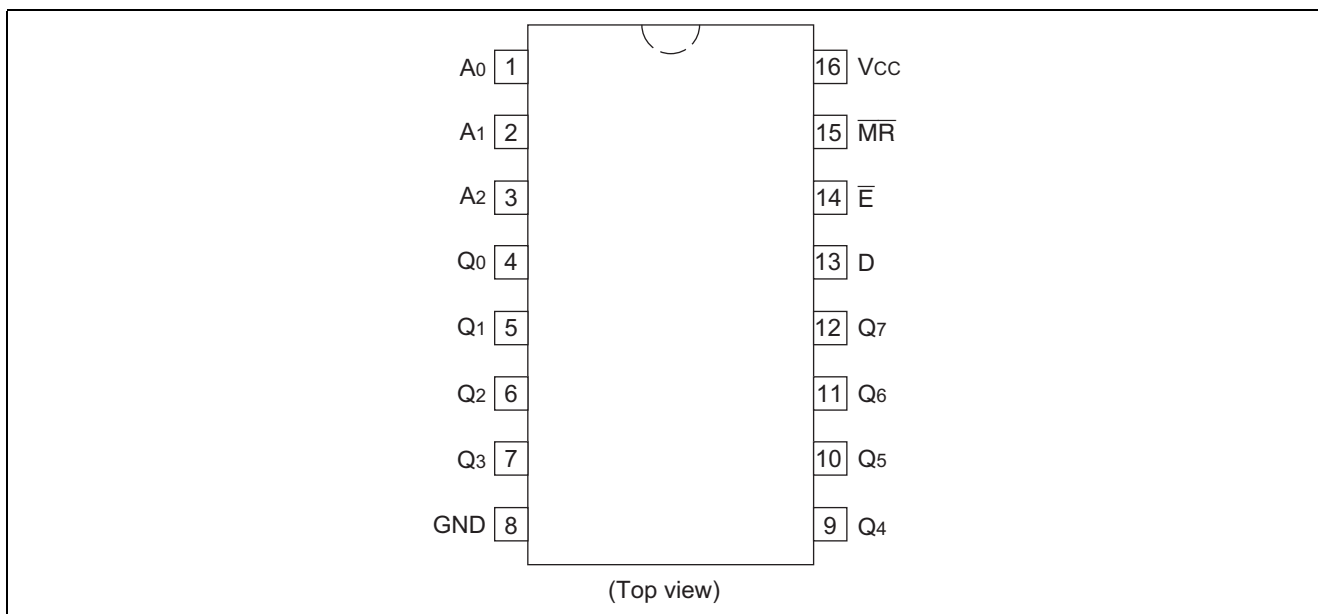 A0 1 16 VCC
A1 2 15 M̅R̅
A2 3 14 E̅
Q0 4 13 D
Q1 5 12 Q7
Q2 6 11 Q6
Q3 7 10 Q5
GND 8 9 Q4
(Top view)